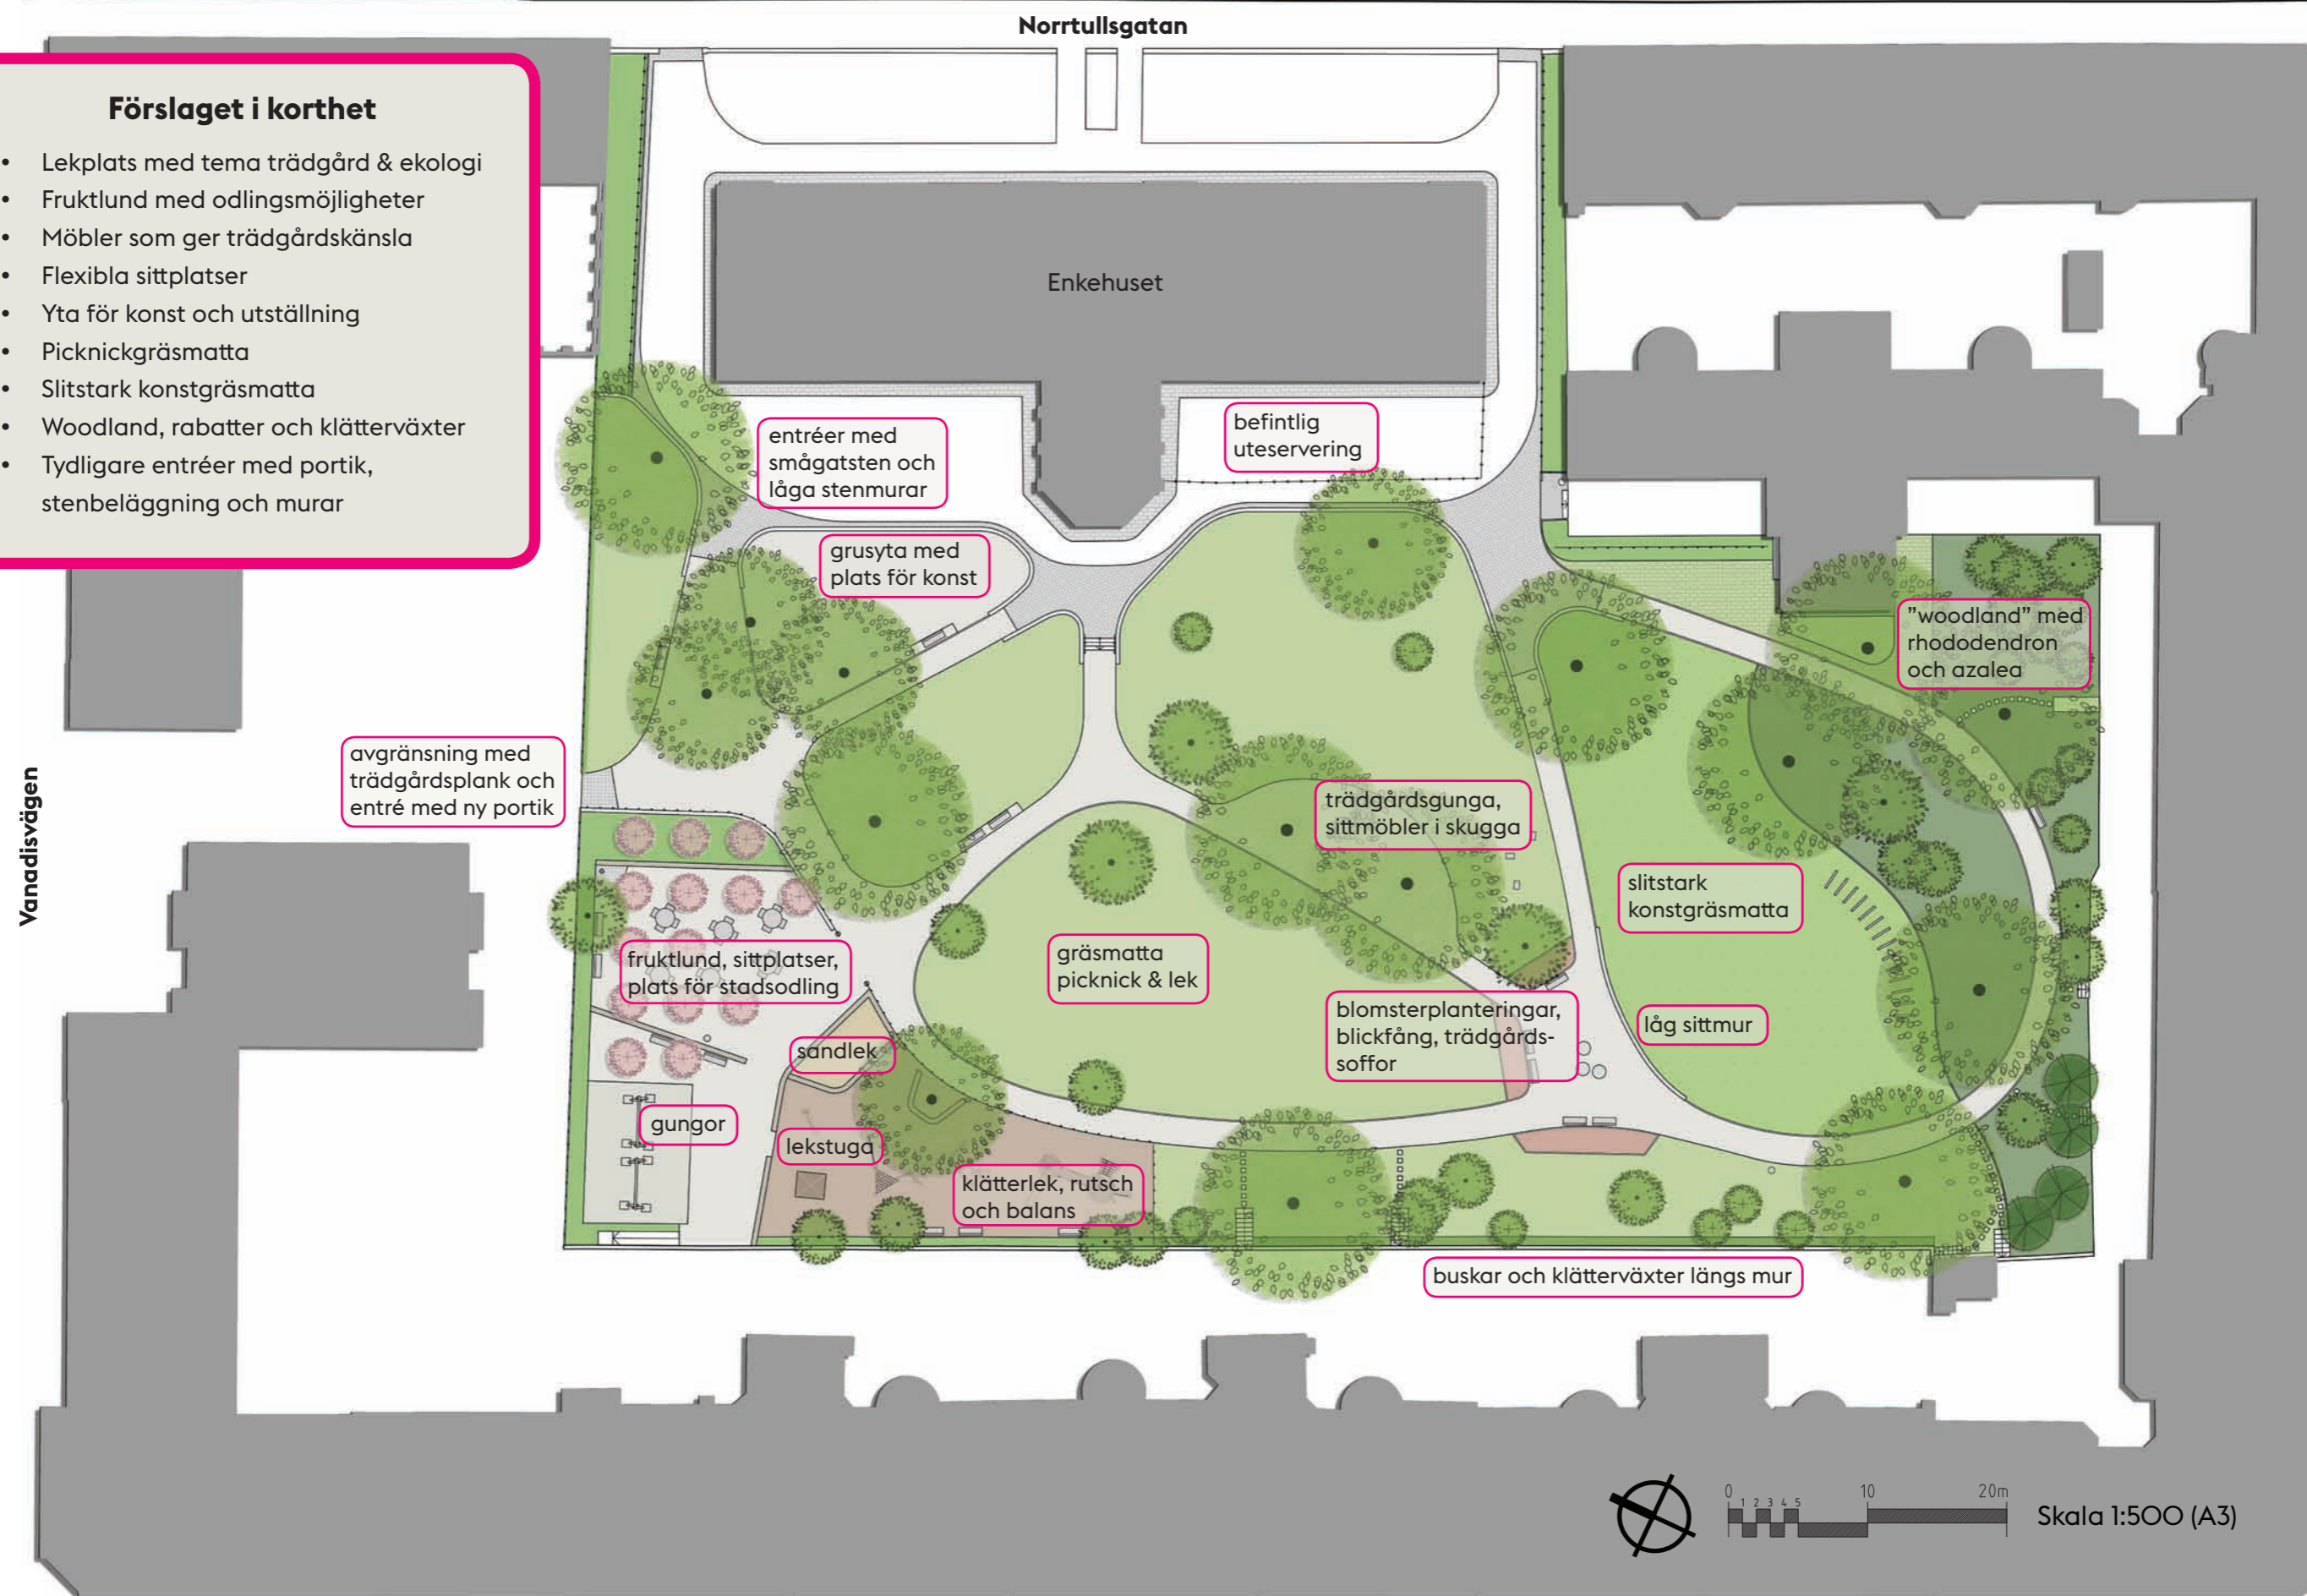 Norrtullsgatan
Förslaget i korthet
• Lekplats med tema trädgård & ekologi
• Fruktlund med odlingsmöjligheter
• Möbler som ger trädgårdskänsla
• Flexibla sittplatser
• Yta för konst och utställning
• Picknickgräsmatta
• Slitstark konstgräsmatta
• Woodland, rabatter och klätterväxter
• Tydligare entréer med portik,
stenbeläggning och murar
Enkehuset
entréer med
smågatsten och
låga stenmurar
befintlig
uteservering
grusyta med
plats för konst
”woodland” med
rhododendron
och azalea
avgränsning med
trädgårdsplank och
entré med ny portik
Vanadisvägen
trädgårdsgunga,
sittmöbler i skugga
slitstark
konstgräsmatta
fruktlund, sittplatser,
plats för stadsodling
gräsmatta
picknick & lek
blomsterplanteringar,
blickfång, trädgårds-
soffor
låg sittmur
sandlek
gungor
lekstuga
klätterlek, rutsch
och balans
buskar och klätterväxter längs mur
0 1 2 3 4 5 10 20m
Skala 1:500 (A3)